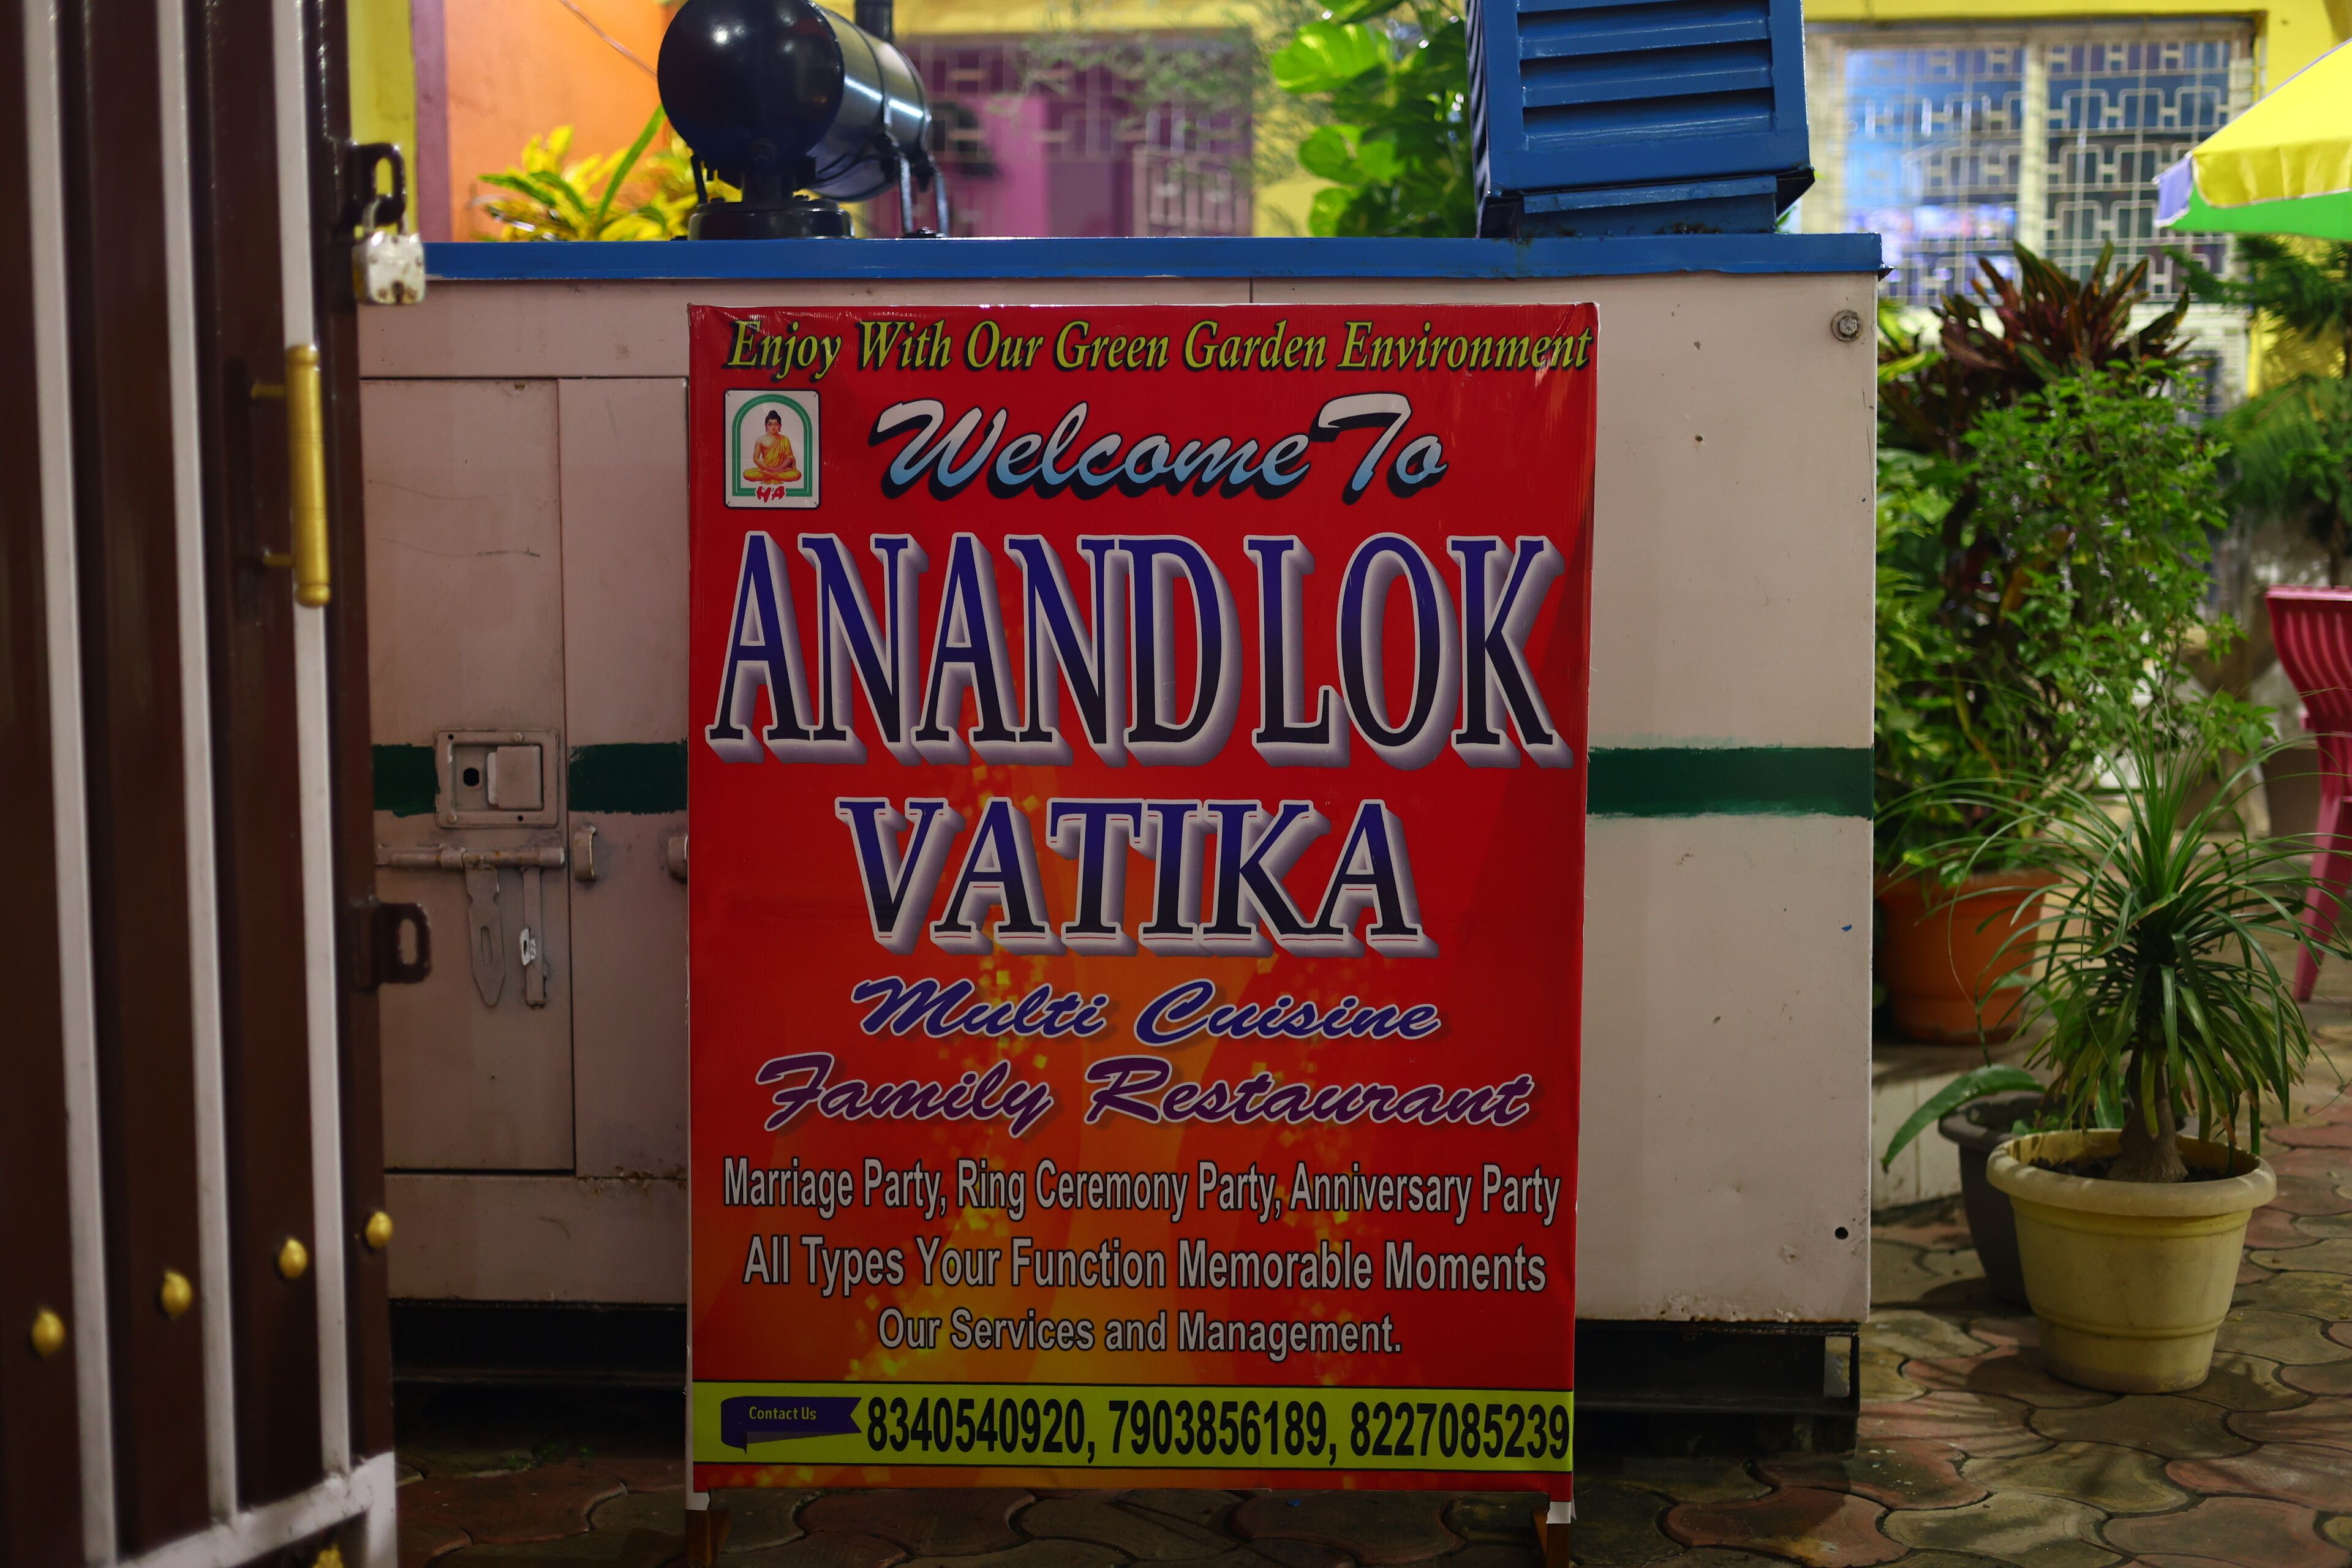 Enjoy With Our Green Garden Environment
HA
Welcome To
ANAND LOK
VATIKA
Multi Cuisine
Family Restaurant
Marriage Party, Ring Ceremony Party, Anniversary Party
All Types Your Function Memorable Moments
Our Services and Management.
Contact Us 8340540920, 7903856189, 8227085239